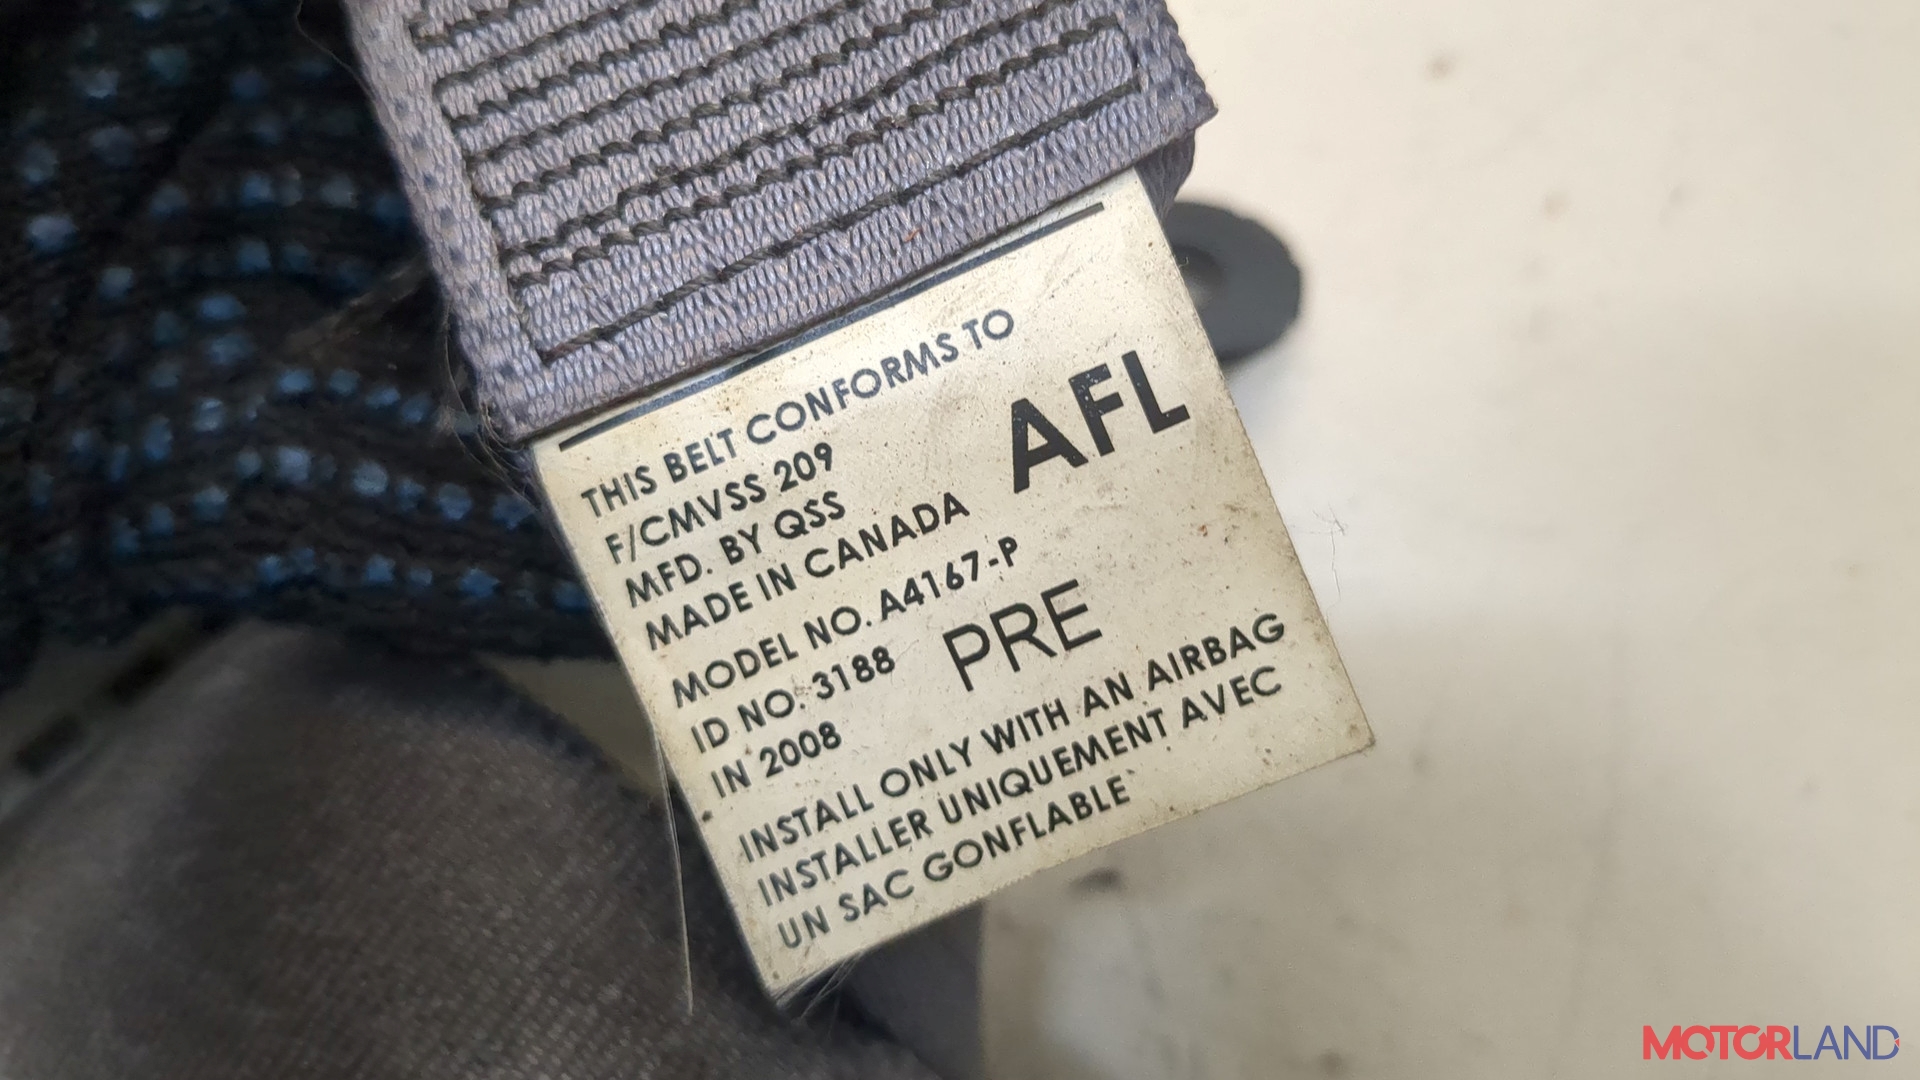 THIS BELT CONFORMS TO
F/CMVSS 209
AFL
MFD. BY QSS
MADE IN CANADA
MODEL NO. A4167-P
ID NO. 3188
PRE
IN 2008
INSTALL ONLY WITH AN AIRBAG
INSTALLER UNIQUEMENT AVEC
UN SAC GONFLABLE
MOTORLAND